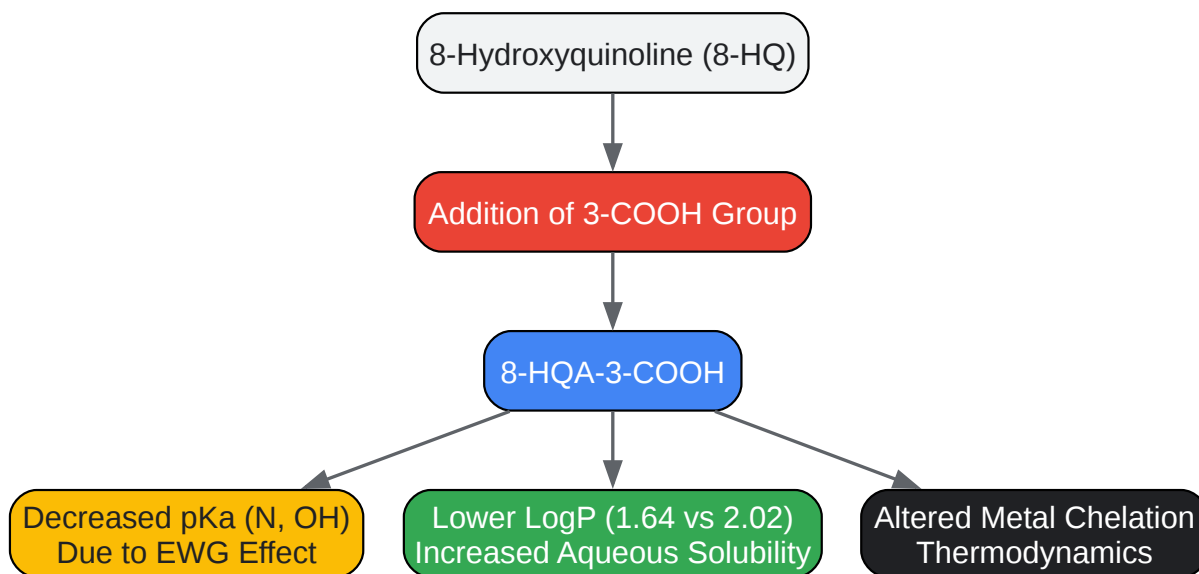 8-Hydroxyquinoline (8-HQ)
Addition of 3-COOH Group
8-HQA-3-COOH
Decreased pKa (N, OH)
Due to EWG Effect
Lower LogP (1.64 vs 2.02)
Increased Aqueous Solubility
Altered Metal Chelation
Thermodynamics